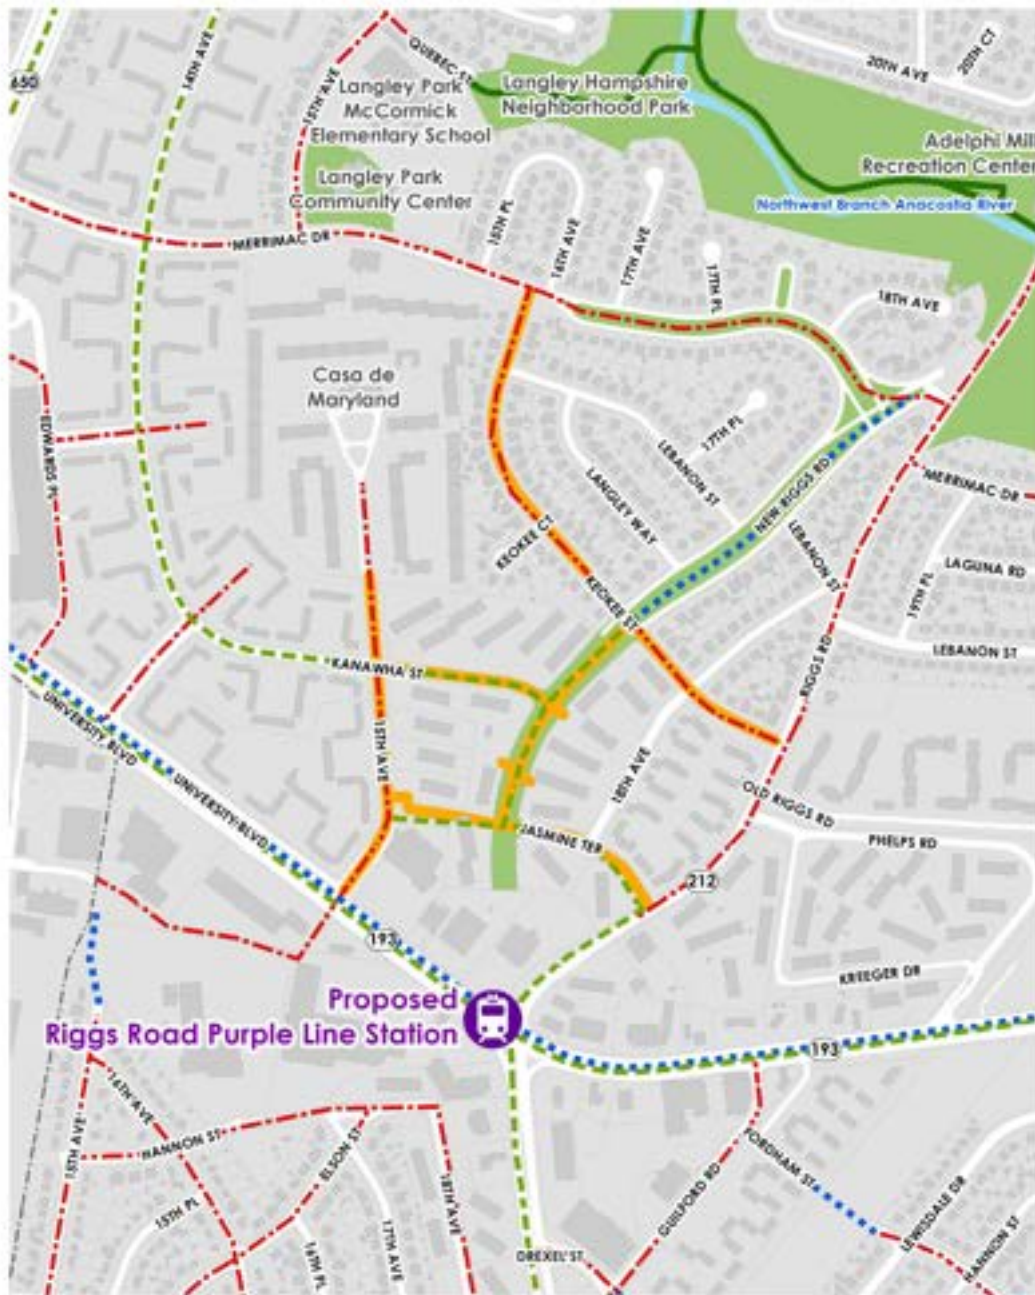 650
14TH AVE
15TH AVE
QUEBEC ST
Langley Park
McCormick
Elementary School
Langley Hampshire
Neighborhood Park
20TH AVE
20TH CT
Adelphi Mill
Recreation Center
Langley Park
Community Center
Northwest Branch Anacostia River
MERRIMAC DR
15TH PL
16TH AVE
17TH AVE
17TH PL
18TH AVE
Casa de
Maryland
EDWARDS PL
LEBANON ST
17TH PL
LANGLEY WAY
NEW RIGGS RD
MERRIMAC DR
KEOKEE CT
KEOKEE ST
LEBANON ST
19TH PL
LAGUNA RD
LEBANON ST
KANAWHA ST
RIGGS RD
UNIVERSITY BLVD
UNIVERSITY BLVD
15TH AVE
18TH AVE
OLD RIGGS RD
JASMINE TER
PHELPS RD
212
193
KREEGER DR
Proposed
Riggs Road Purple Line Station
193
16TH AVE
15TH AVE
HANNON ST
ELSON ST
18TH AVE
FORDHAM ST
GUILFORD RD
15TH PL
16TH PL
17TH AVE
DREXEL ST
LEWISDALE DR
HANNON ST